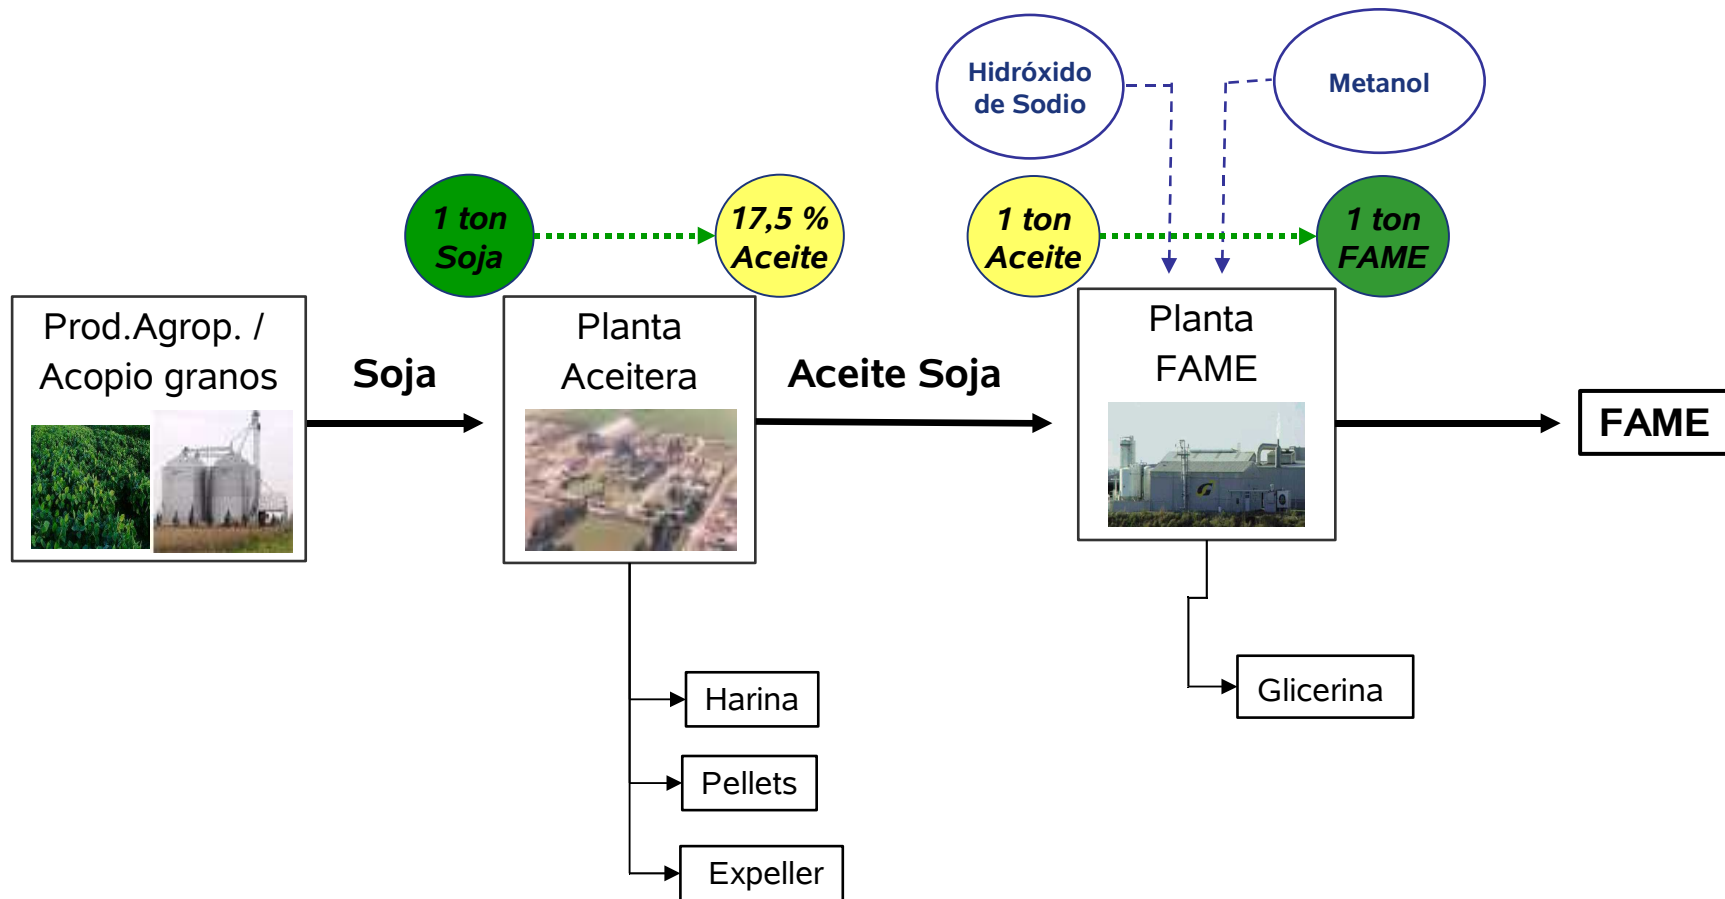 Hidróxido
de Sodio
Metanol
1 ton
Soja
17,5 %
Aceite
1 ton
Aceite
1 ton
FAME
Prod.Agrop. /
Acopio granos
Soja
Planta
Aceitera
Aceite Soja
Planta
FAME
FAME
Harina
Pellets
Expeller
Glicerina